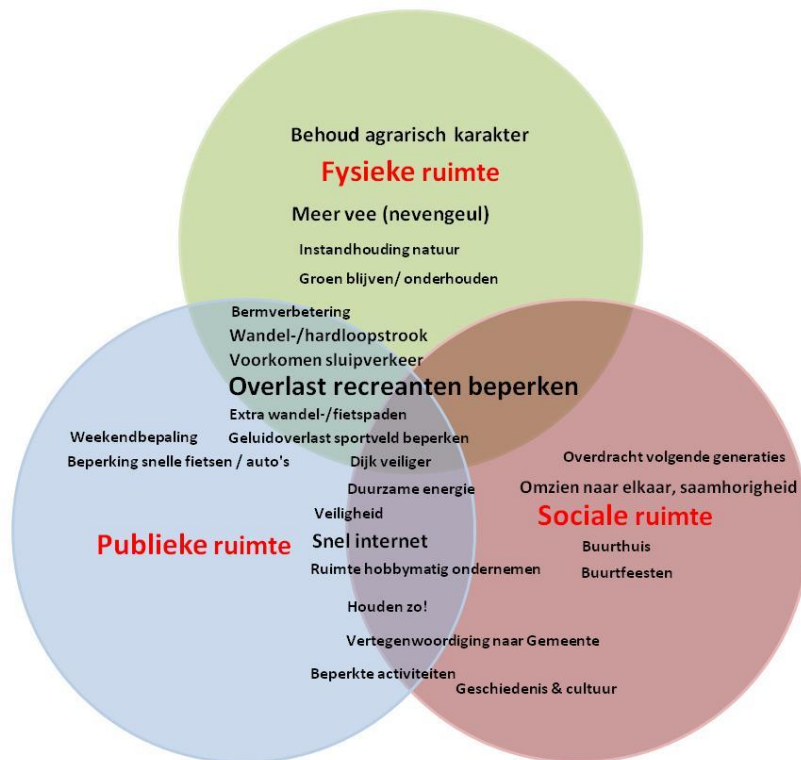 Behoud agrarisch karakter
Fysieke ruimte
Meer vee (nevengeul)
Instandhouding natuur
Groen blijven/ onderhouden
Bermverbetering
Wandel-/hardloopstrook
Voorkomen sluipverkeer
Overlast recreanten beperken
Extra wandel-/fietspaden
Weekendbepaling
Geluidoverlast sportveld beperken
Beperking snelle fietsen / auto's
Dijk veiliger
Overdracht volgende generaties
Duurzame energie
Omzien naar elkaar, saamhorigheid
Veiligheid
Sociale ruimte
Publieke ruimte
Snel internet
Buurthuis
Ruimte hobbymatig ondernemen
Buurtfeesten
Houden zo!
Vertegenwoordiging naar Gemeente
Beperkte activiteiten
Geschiedenis & cultuur